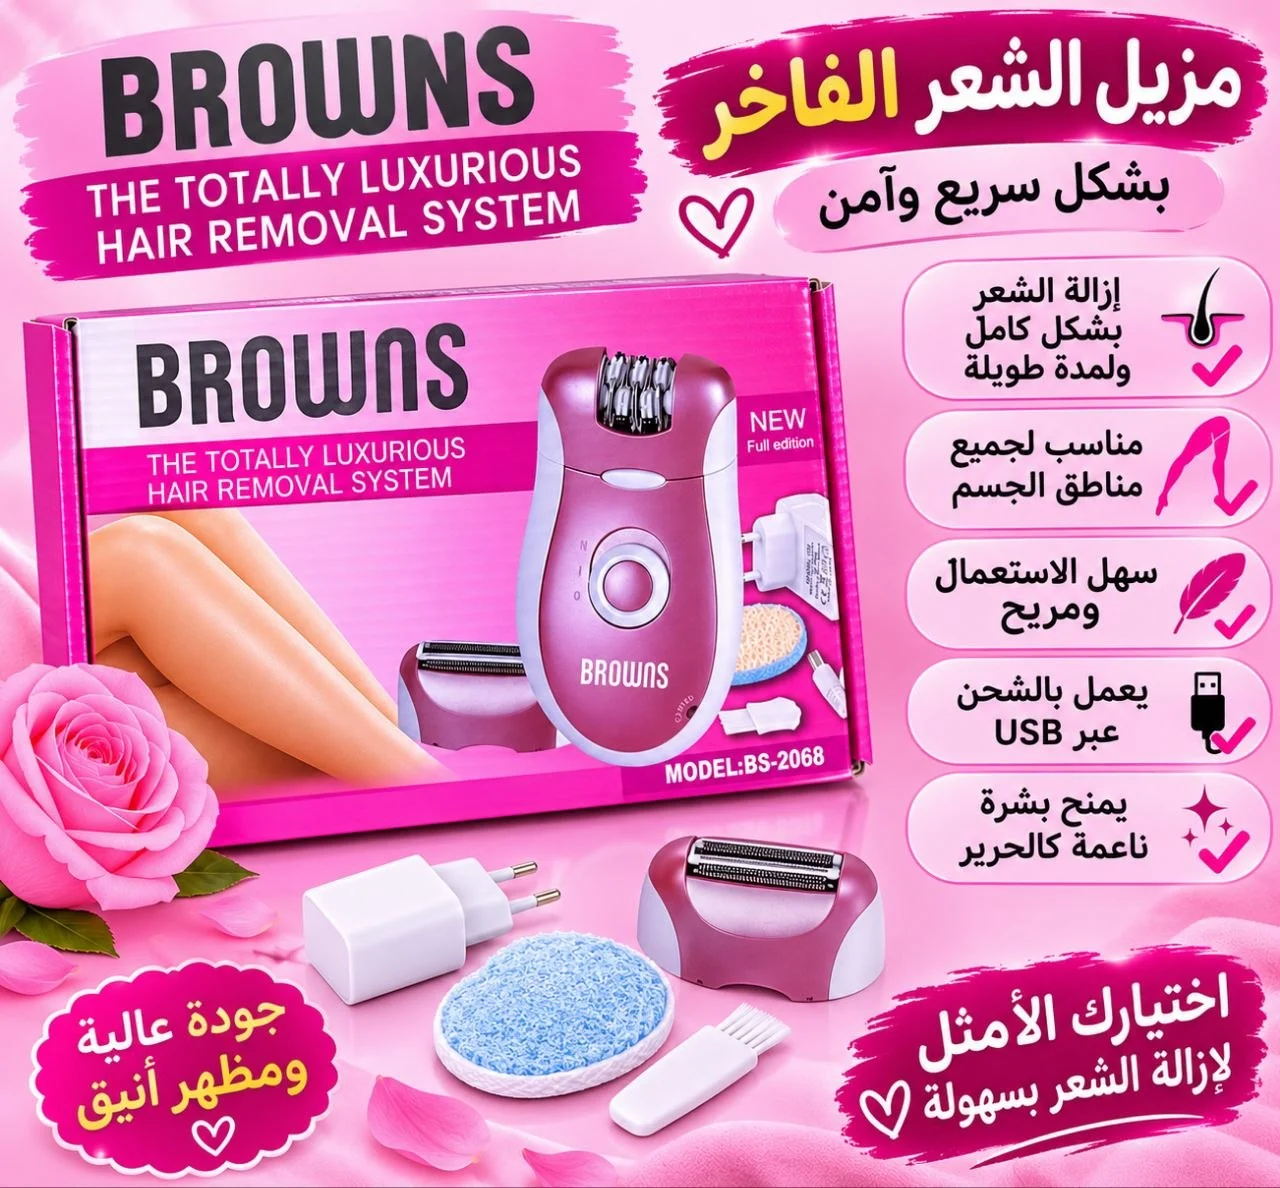 BROWNS
THE TOTALLY LUXURIOUS
HAIR REMOVAL SYSTEM
مزيل الشعر الفاخر
بشكل سريع وآمن
إزالة الشعر
بشكل كامل
ولمدة طويلة
مناسب لجميع
مناطق الجسم
سهل الاستعمال
ومريح
يعمل بالشحن
عبر USB
يمنح بشرة
ناعمة كالحرير
BROWNS
THE TOTALLY LUXURIOUS
HAIR REMOVAL SYSTEM
NEW
Full edition
N
I
O
BROWNS
MODEL:BS-2068
جودة عالية
ومظهر أنيق
اختيارك الأمثل
لإزالة الشعر بسهولة